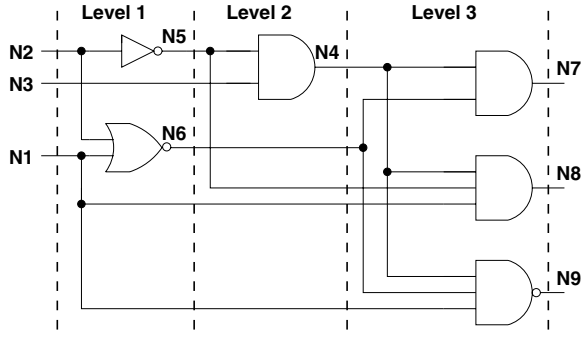 Level 1 Level 2 Level 3
N2 N5 N4
N3 N7
N6
N1
N8
N9